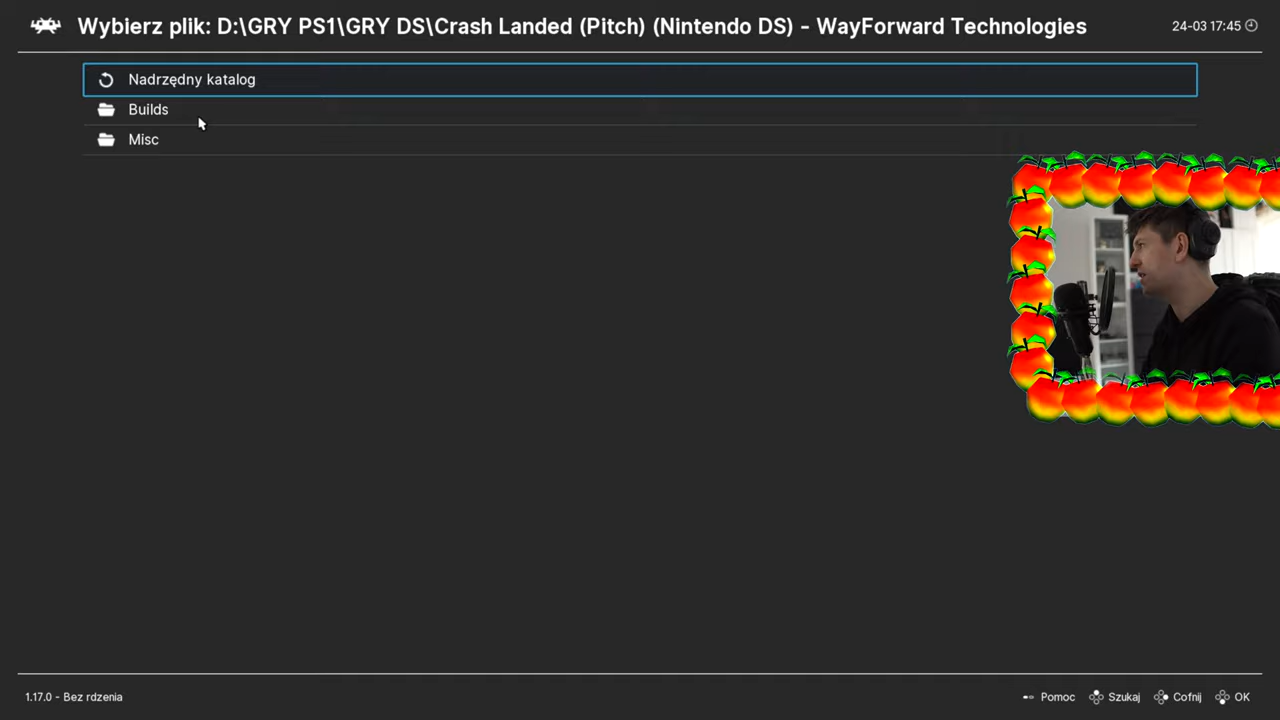 Wybierz plik: D:\GRY PS1\GRY DS\Crash Landed (Pitch) (Nintendo DS) - WayForward Technologies
24-03 17:45
Nadrzędny katalog
Builds
Misc
1.17.0 - Bez rdzenia
Pomoc Szukaj Cofnij OK